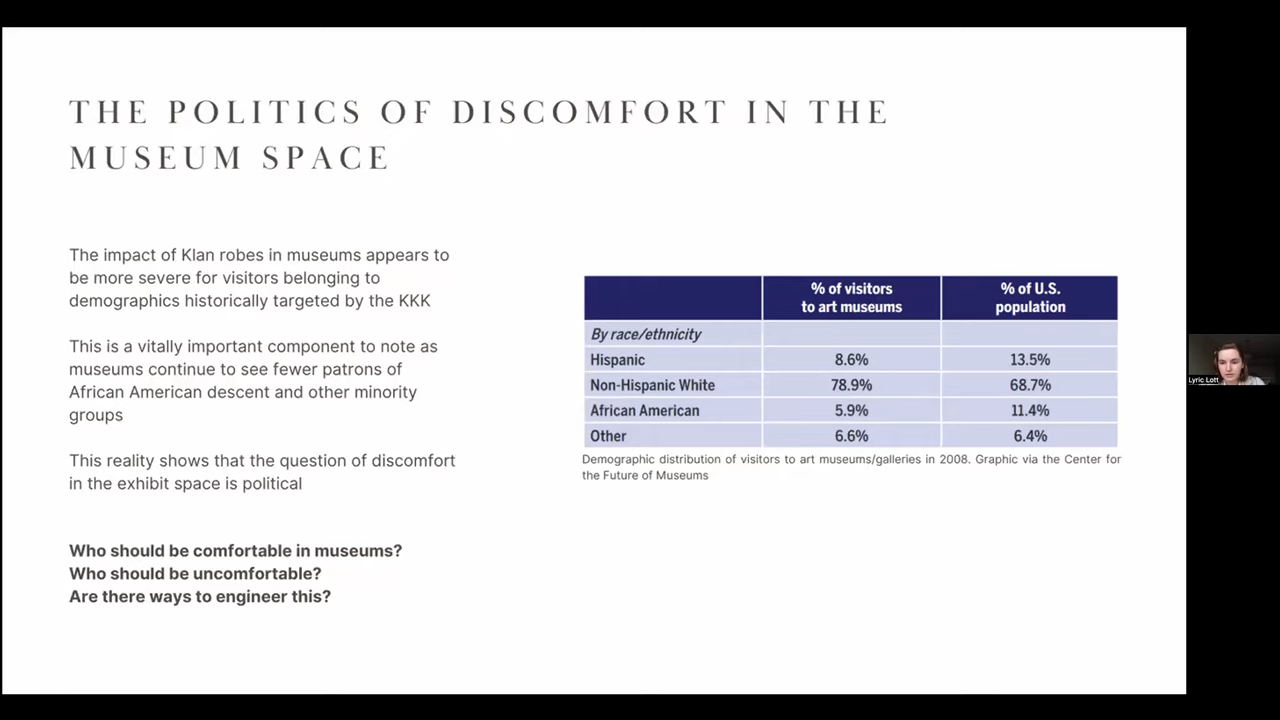 THE POLITICS OF DISCOMFORT IN THE
MUSEUM SPACE
The impact of Klan robes in museums appears to
be more severe for visitors belonging to
demographics historically targeted by the KKK
This is a vitally important component to note as
museums continue to see fewer patrons of
African American descent and other minority
groups
This reality shows that the question of discomfort
in the exhibit space is political
Who should be comfortable in museums?
Who should be uncomfortable?
Are there ways to engineer this?
% of visitors to art museums % of U.S. population
By race/ethnicity
Hispanic 8.6% 13.5%
Non-Hispanic White 78.9% 68.7%
African American 5.9% 11.4%
Other 6.6% 6.4%
Demographic distribution of visitors to art museums/galleries in 2008. Graphic via the Center for
the Future of Museums
Lyric Lott